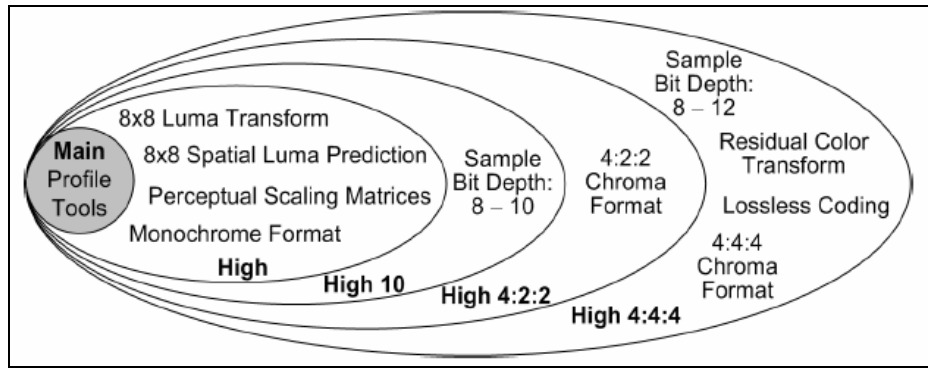 Main
Profile
Tools
8x8 Luma Transform
8x8 Spatial Luma Prediction
Perceptual Scaling Matrices
Monochrome Format
High
Sample
Bit Depth:
8 – 10
High 10
4:2:2
Chroma
Format
High 4:2:2
Sample
Bit Depth:
8 – 12
Residual Color
Transform
Lossless Coding
4:4:4
Chroma
Format
High 4:4:4